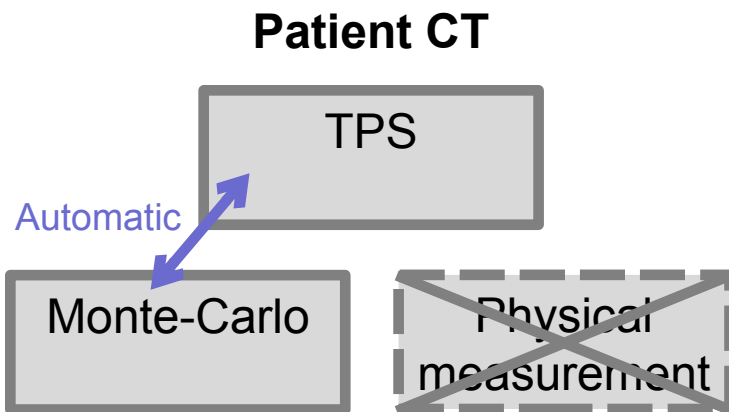 Patient CT
TPS
Automatic
Monte-Carlo
Physical
measurement